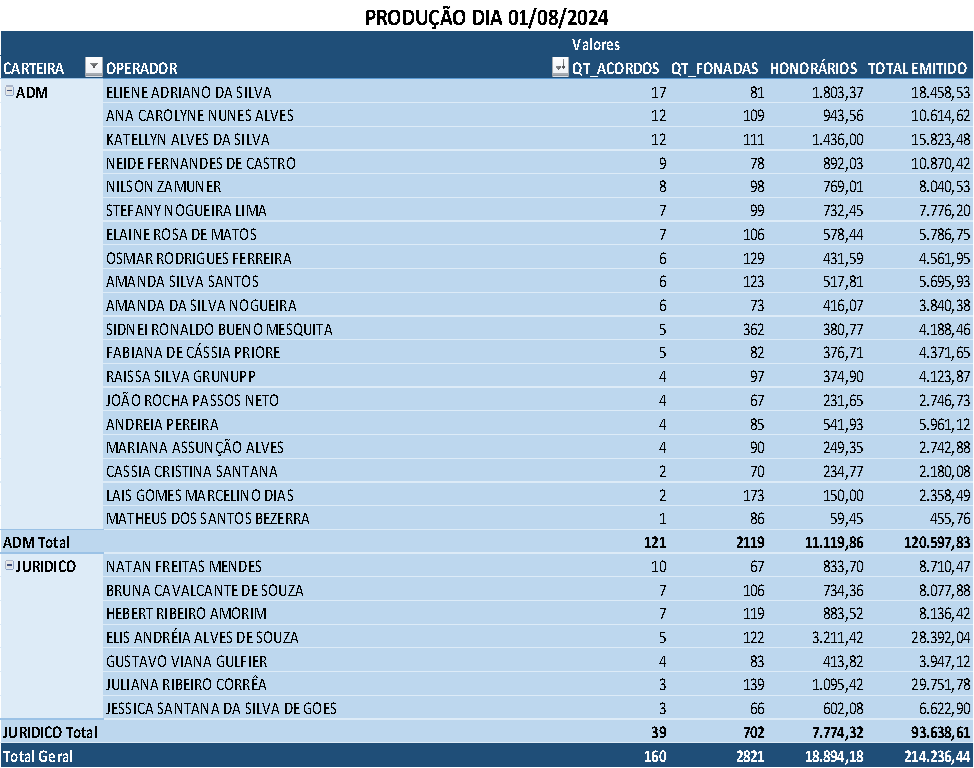 PRODUÇÃO DIA 01/08/2024
Valores
CARTEIRA OPERADOR QT_ACORDOS QT_FONADAS HONORÁRIOS TOTAL EMITIDO
ADM ELIENE ADRIANO DA SILVA 17 81 1.803,37 18.458,53
ANA CAROLYNE NUNES ALVES 12 109 943,56 10.614,62
KATELLYN ALVES DA SILVA 12 111 1.436,00 15.823,48
NEIDE FERNANDES DE CASTRO 9 78 892,03 10.870,42
NILSON ZAMUNER 8 98 769,01 8.040,53
STEFANY NOGUEIRA LIMA 7 99 732,45 7.776,20
ELAINE ROSA DE MATOS 7 106 578,44 5.786,75
OSMAR RODRIGUES FERREIRA 6 129 431,59 4.561,95
AMANDA SILVA SANTOS 6 123 517,81 5.695,93
AMANDA DA SILVA NOGUEIRA 6 73 416,07 3.840,38
SIDNEI RONALDO BUENO MESQUITA 5 362 380,77 4.188,46
FABIANA DE CÁSSIA PRIORE 5 82 376,71 4.371,65
RAISSA SILVA GRUNUPP 4 97 374,90 4.123,87
JOÃO ROCHA PASSOS NETO 4 67 231,65 2.746,73
ANDREIA PEREIRA 4 85 541,93 5.961,12
MARIANA ASSUNÇÃO ALVES 4 90 249,35 2.742,88
CASSIA CRISTINA SANTANA 2 70 234,77 2.180,08
LAIS GOMES MARCELINO DIAS 2 173 150,00 2.358,49
MATHEUS DOS SANTOS BEZERRA 1 86 59,45 455,76
ADM Total 121 2119 11.119,86 120.597,83
JURIDICO NATAN FREITAS MENDES 10 67 833,70 8.710,47
BRUNA CAVALCANTE DE SOUZA 7 106 734,36 8.077,88
HEBERT RIBEIRO AMORIM 7 119 883,52 8.136,42
ELIS ANDRÉIA ALVES DE SOUZA 5 122 3.211,42 28.392,04
GUSTAVO VIANA GULFIER 4 83 413,82 3.947,12
JULIANA RIBEIRO CORRÊA 3 139 1.095,42 29.751,78
JESSICA SANTANA DA SILVA DE GOES 3 66 602,08 6.622,90
JURIDICO Total 39 702 7.774,32 93.638,61
Total Geral 160 2821 18.894,18 214.236,44